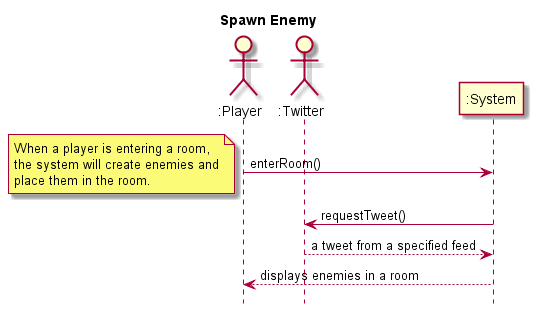 Spawn Enemy
:Player
:Twitter
:System
When a player is entering a room,
the system will create enemies and
place them in the room.
enterRoom()
requestTweet()
a tweet from a specified feed
displays enemies in a room